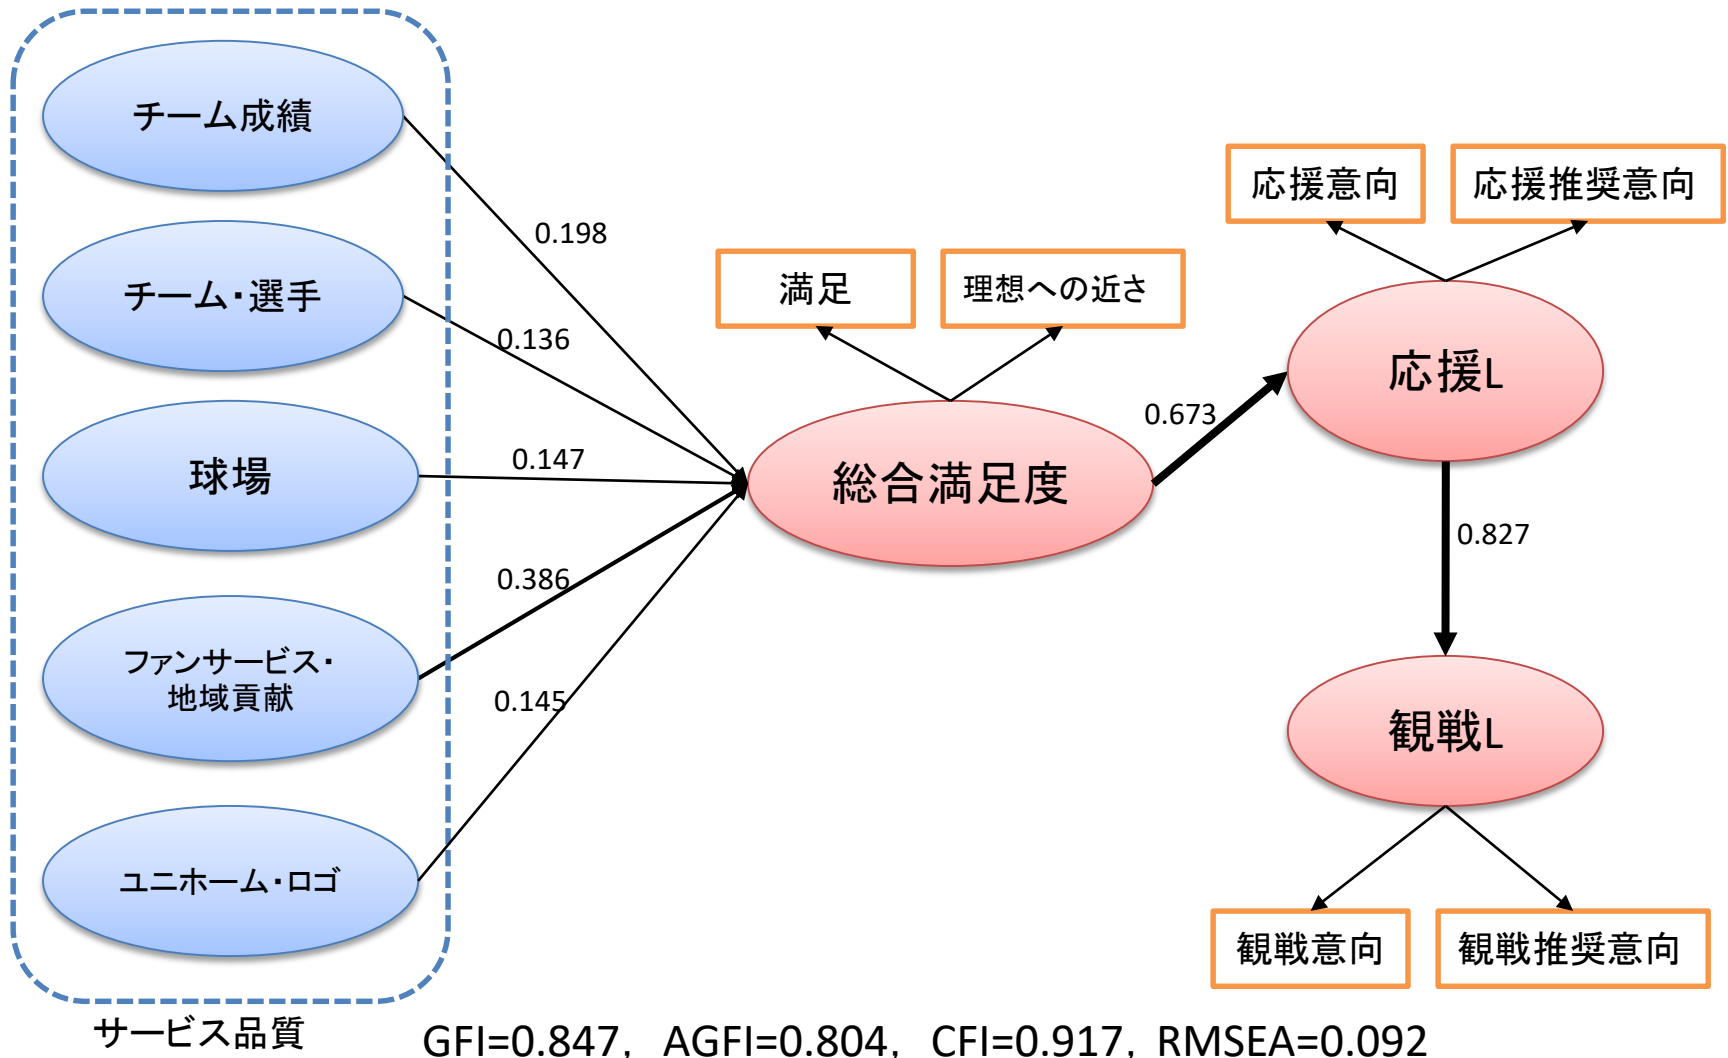 チーム成績
チーム・選手
球場
ファンサービス・
地域貢献
ユニホーム・ロゴ
サービス品質
0.198
0.136
0.147
0.386
0.145
満足
理想への近さ
総合満足度
0.673
応援意向
応援推奨意向
応援L
0.827
観戦L
観戦意向
観戦推奨意向
GFI=0.847, AGFI=0.804, CFI=0.917, RMSEA=0.092